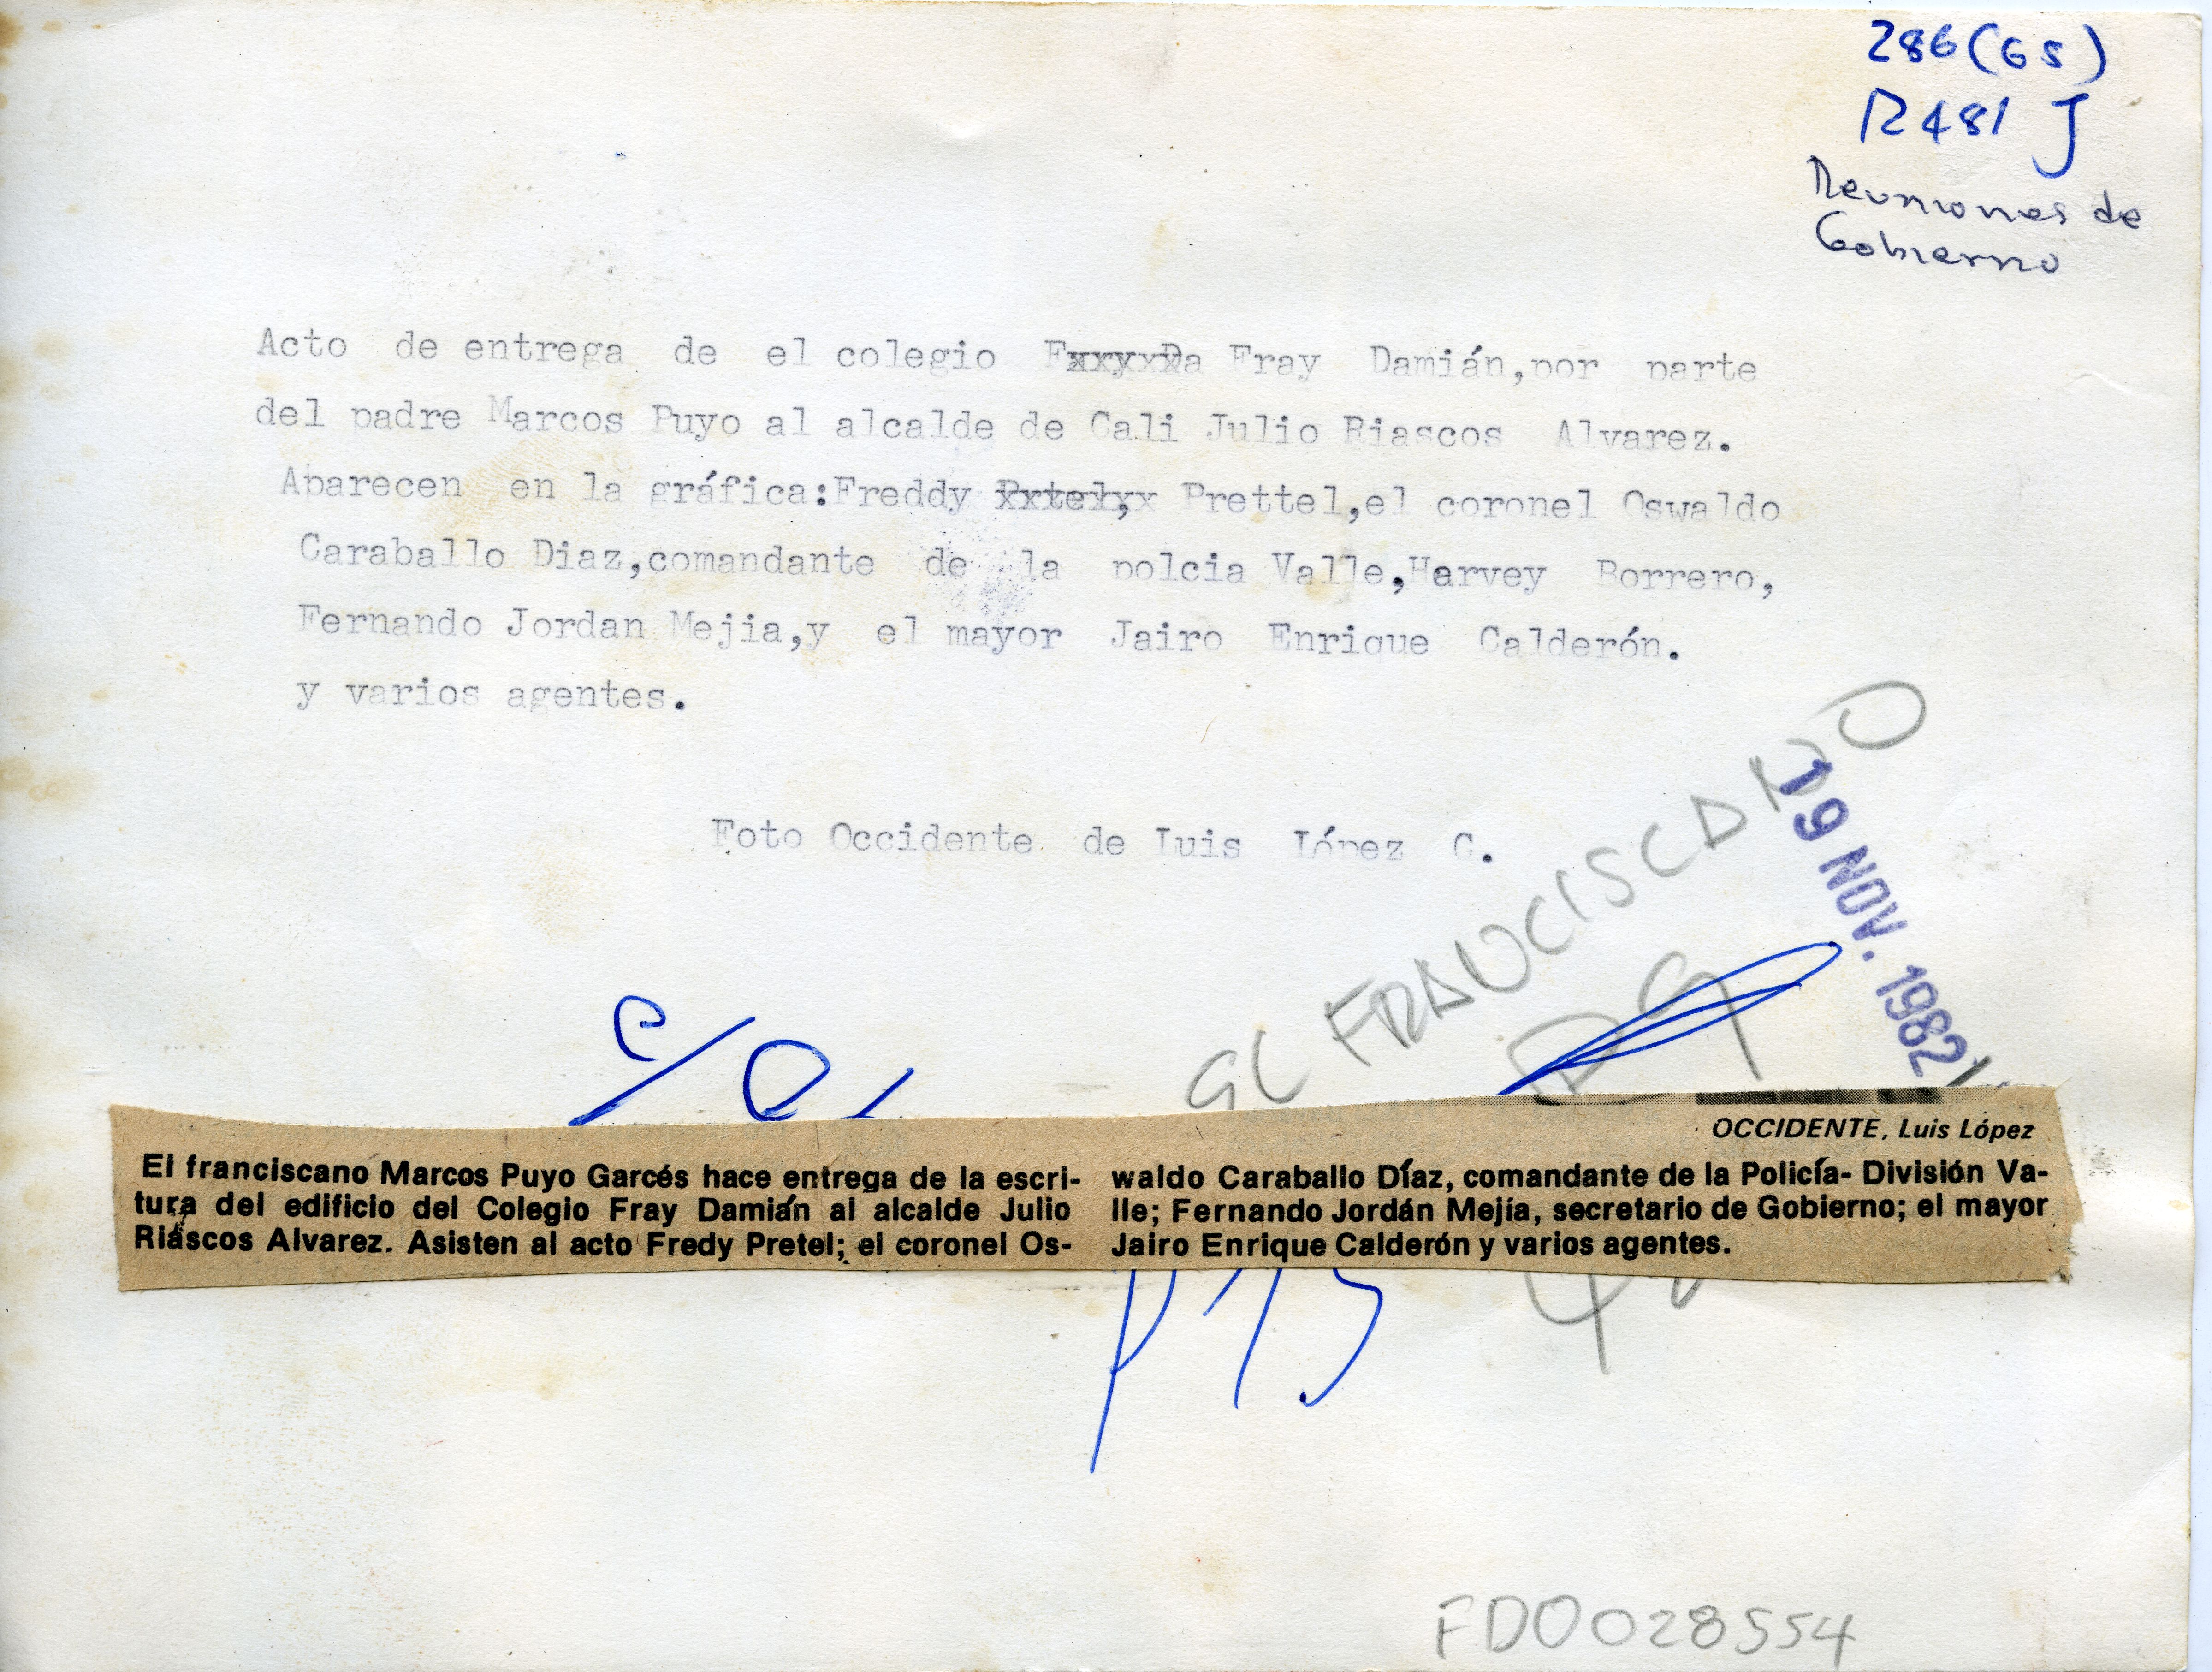 286(GS)
R481 J
Reuniones de
Gobierno
Acto de entrega de el colegio Fxxyxxa Fray Damián,por parte
del padre Marcos Puyo al alcalde de Cali Julio Riascos Alvarez.
Aparecen en la gráfica:Freddy Prettel,el coronel Oswaldo
Caraballo Diaz,comandante de la polcia Valle,Harvey Borrero,
Fernando Jordan Mejia,y el mayor Jairo Enrique Calderón.
y varios agentes.
Foto Occidente de Luis López C.
GC FRANCISCANO
19 NOV. 1982
OCCIDENTE, Luis López
El franciscano Marcos Puyo Garcés hace entrega de la escri-
tura del edificio del Colegio Fray Damián al alcalde Julio
Riascos Alvarez. Asisten al acto Fredy Pretel; el coronel Os-
waldo Caraballo Díaz, comandante de la Policía- División Va-
lle; Fernando Jordán Mejía, secretario de Gobierno; el mayor
Jairo Enrique Calderón y varios agentes.
FD0028554